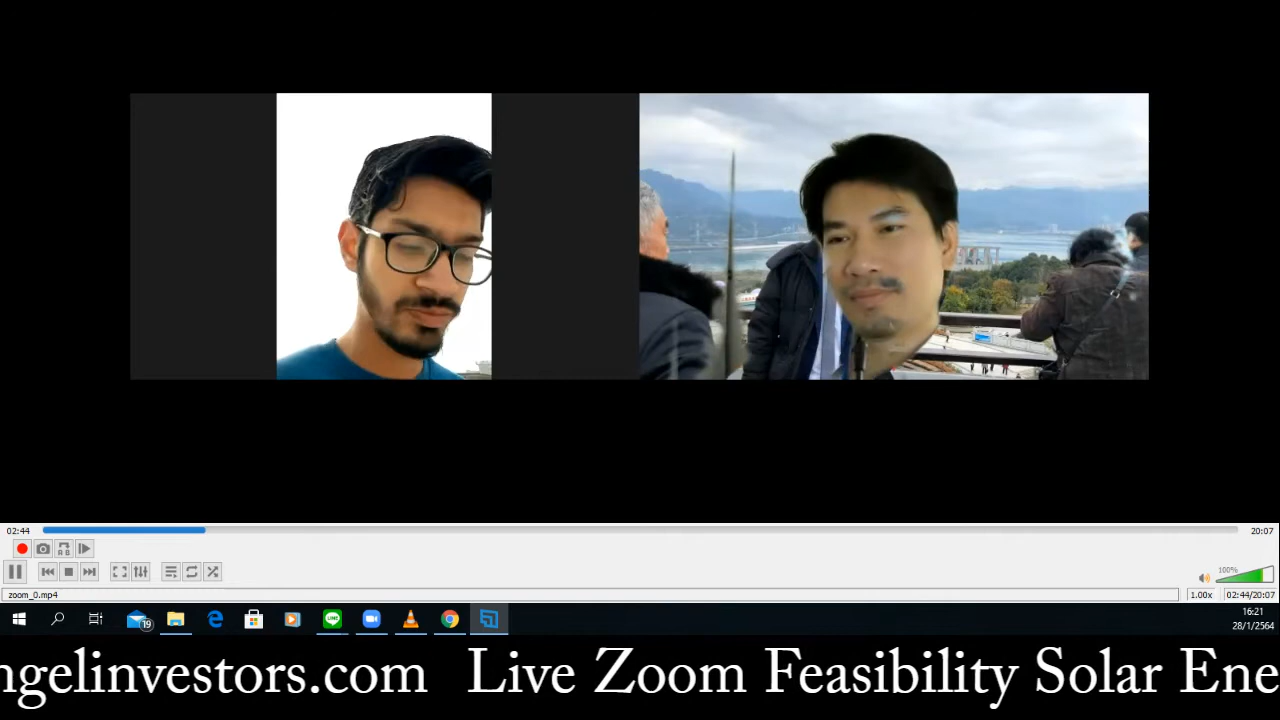 02:44 20:07
100%
zoom_0.mp4 1.00x 02:44/20:07
19
LINE
16:21
28/1/2564
ngelinvestors.com Live Zoom Feasibility Solar Ene